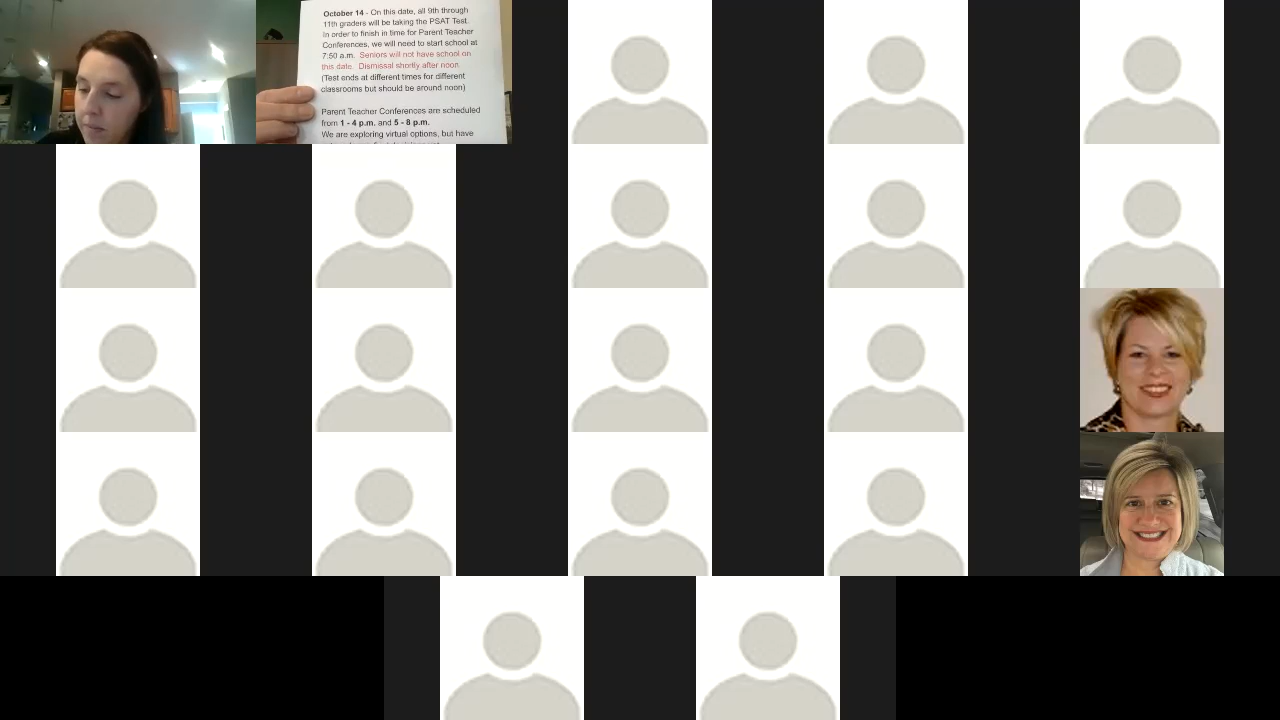 October 14 - On this date, all 9th through
11th graders will be taking the PSAT Test.
In order to finish in time for Parent Teacher
Conferences, we will need to start school at
7:50 a.m. Seniors will not have school on
this date. Dismissal shortly after noon.
(Test ends at different times for different
classrooms but should be around noon)
Parent Teacher Conferences are scheduled
from 1 - 4 p.m. and 5 - 8 p.m.
We are exploring virtual options, but have